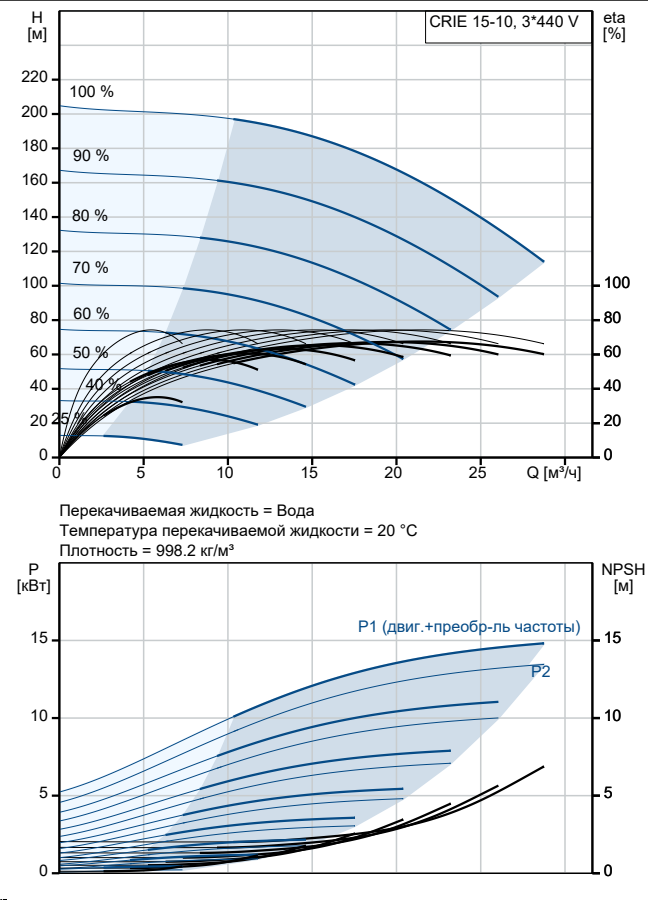 H
[м]
CRIE 15-10, 3*440 V
eta
[%]
220
200
180
160
140
120
100
80
60
40
20
0
100 %
90 %
80 %
70 %
60 %
50 %
40 %
25 %
100
80
60
40
20
0
0
5
10
15
20
25
Q [м³/ч]
Перекачиваемая жидкость = Вода
Температура перекачиваемой жидкости = 20 °C
Плотность = 998.2 кг/м³
P
[кВт]
NPSH
[м]
P1 (двиг.+преобр-ль частоты)
P2
15
10
5
0
15
10
5
0